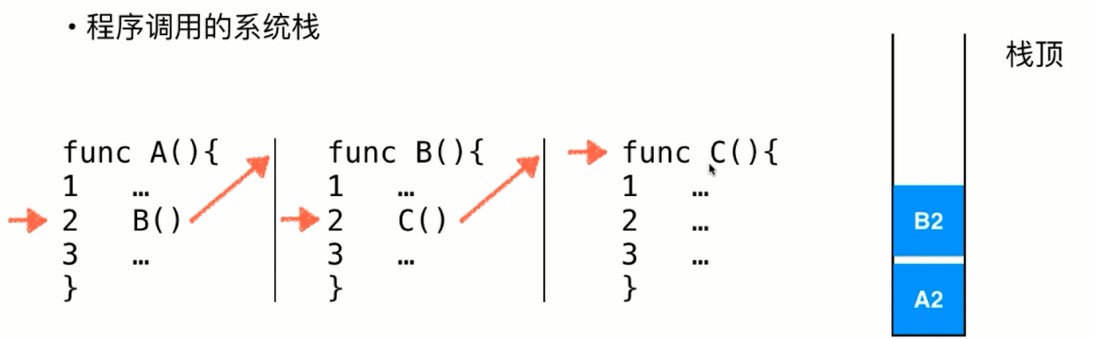 • 程序调用的系统栈
栈顶
func A(){
1 …
2 B()
3 …
}
func B(){
1 …
2 C()
3 …
}
func C(){
1 …
2 …
3 …
}
B2
A2